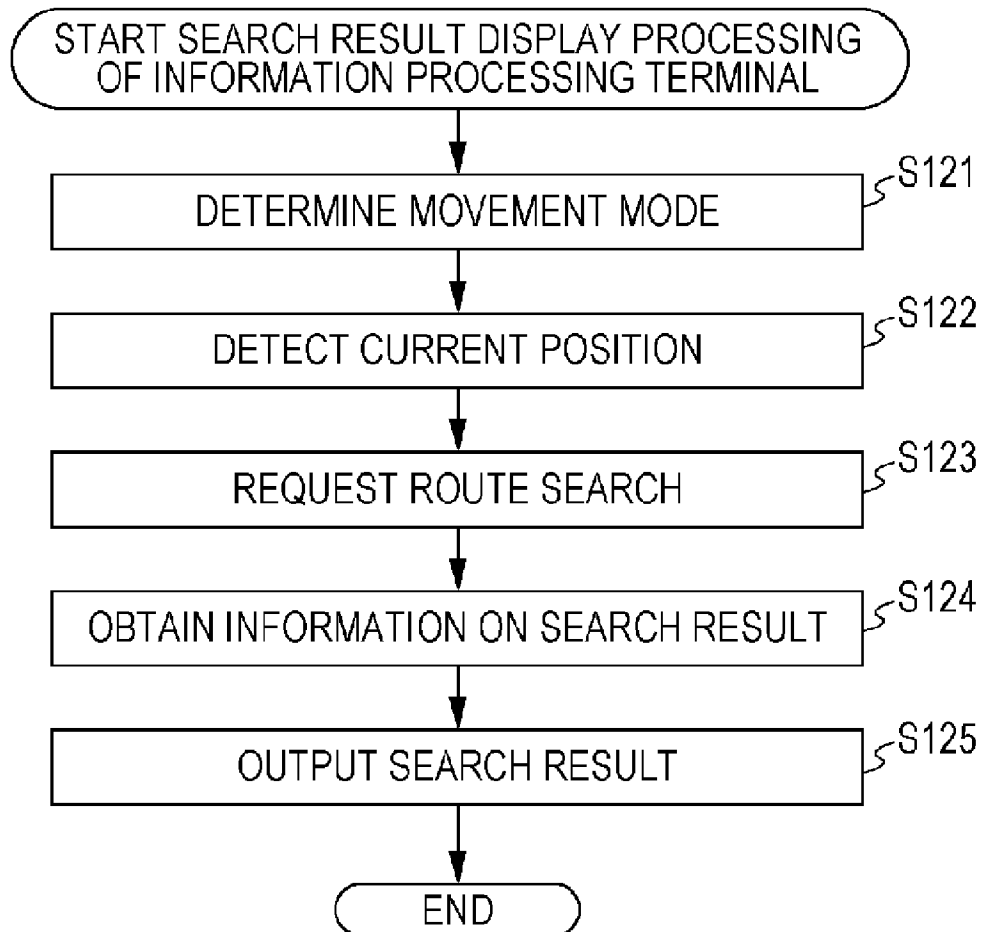 START SEARCH RESULT DISPLAY PROCESSING
OF INFORMATION PROCESSING TERMINAL
S121
DETERMINE MOVEMENT MODE
S122
DETECT CURRENT POSITION
S123
REQUEST ROUTE SEARCH
S124
OBTAIN INFORMATION ON SEARCH RESULT
S125
OUTPUT SEARCH RESULT
END